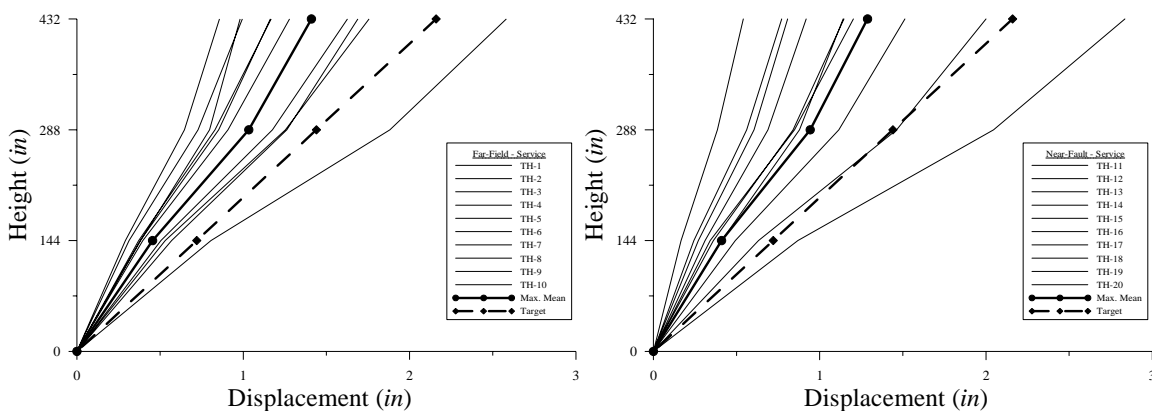 432
288
144
0
Height (in)
0
1
2
3
Displacement (in)
Far-Field - Service
TH-1
TH-2
TH-3
TH-4
TH-5
TH-6
TH-7
TH-8
TH-9
TH-10
Max. Mean
Target
432
288
144
0
Height (in)
0
1
2
3
Displacement (in)
Near-Fault - Service
TH-11
TH-12
TH-13
TH-14
TH-15
TH-16
TH-17
TH-18
TH-19
TH-20
Max. Mean
Target